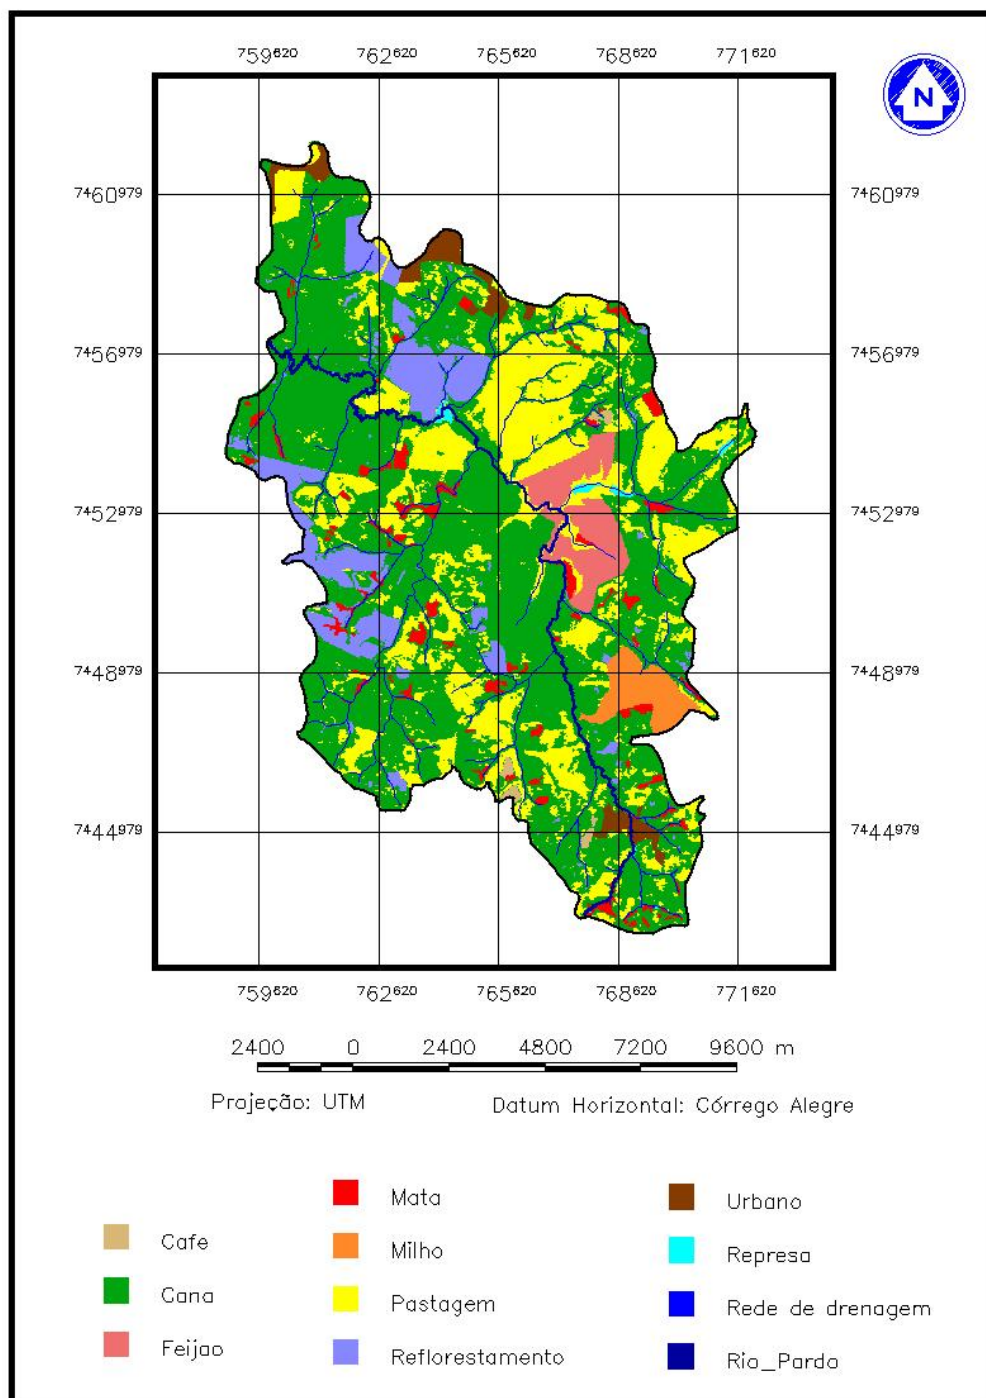 759620 762620 765620 768620 771620
N
7460979 7460979
7456979 7456979
7452979 7452979
7448979 7448979
7444979 7444979
759620 762620 765620 768620 771620
2400 0 2400 4800 7200 9600 m
Projeção: UTM Datum Horizontal: Córrego Alegre
Cafe
Cana
Feijao
Mata
Milho
Pastagem
Reflorestamento
Urbano
Represa
Rede de drenagem
Rio_Pardo